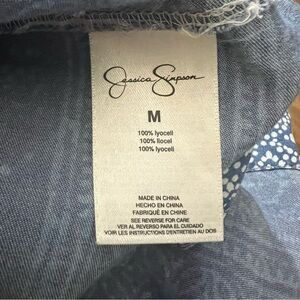 Jessica Simpson
M
100% lyocell
100% liocel
100% lyocell
MADE IN CHINA
HECHO EN CHINA
FABRIQUÉ EN CHINE
SEE REVERSE FOR CARE
VER AL REVERSO PARA EL CUIDADO
VOIR LES INSTRUCTIONS D'ENTRETIEN AU DOS